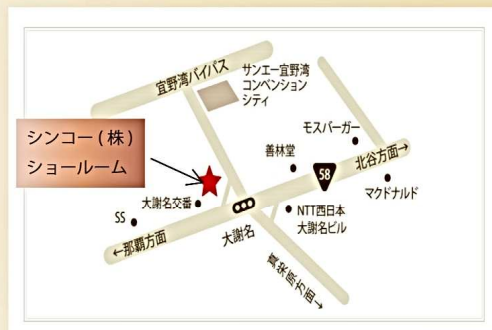 宜野湾バイパス
サンエー宜野湾
コンベンション
シティ
シンコー(株)
ショールーム
モスバーガー
善林堂
58
北谷方面→
マクドナルド
大謝名交番
SS
NTT西日本
大謝名ビル
大謝名
←那覇方面
真栄原方面→